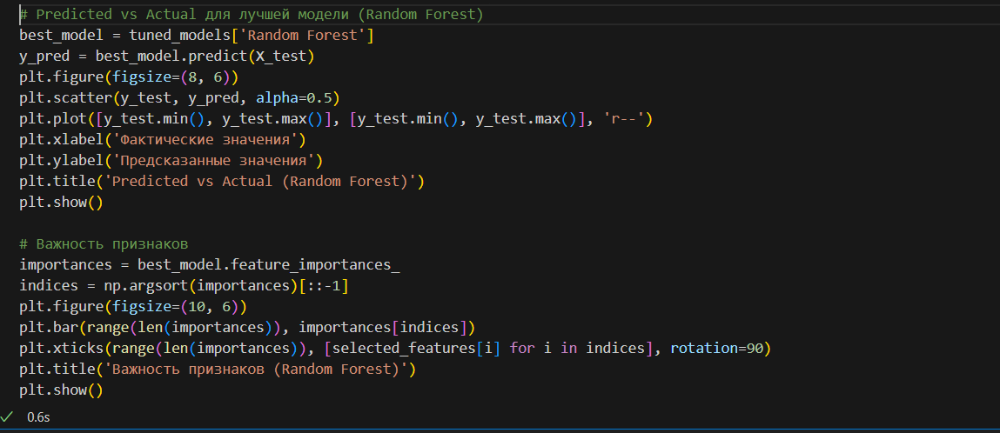 # Predicted vs Actual для лучшей модели (Random Forest)
best_model = tuned_models['Random Forest']
y_pred = best_model.predict(X_test)
plt.figure(figsize=(8, 6))
plt.scatter(y_test, y_pred, alpha=0.5)
plt.plot([y_test.min(), y_test.max()], [y_test.min(), y_test.max()], 'r--')
plt.xlabel('Фактические значения')
plt.ylabel('Предсказанные значения')
plt.title('Predicted vs Actual (Random Forest)')
plt.show()
# Важность признаков
importances = best_model.feature_importances_
indices = np.argsort(importances)[::-1]
plt.figure(figsize=(10, 6))
plt.bar(range(len(importances)), importances[indices])
plt.xticks(range(len(importances)), [selected_features[i] for i in indices], rotation=90)
plt.title('Важность признаков (Random Forest)')
plt.show()
0.6s